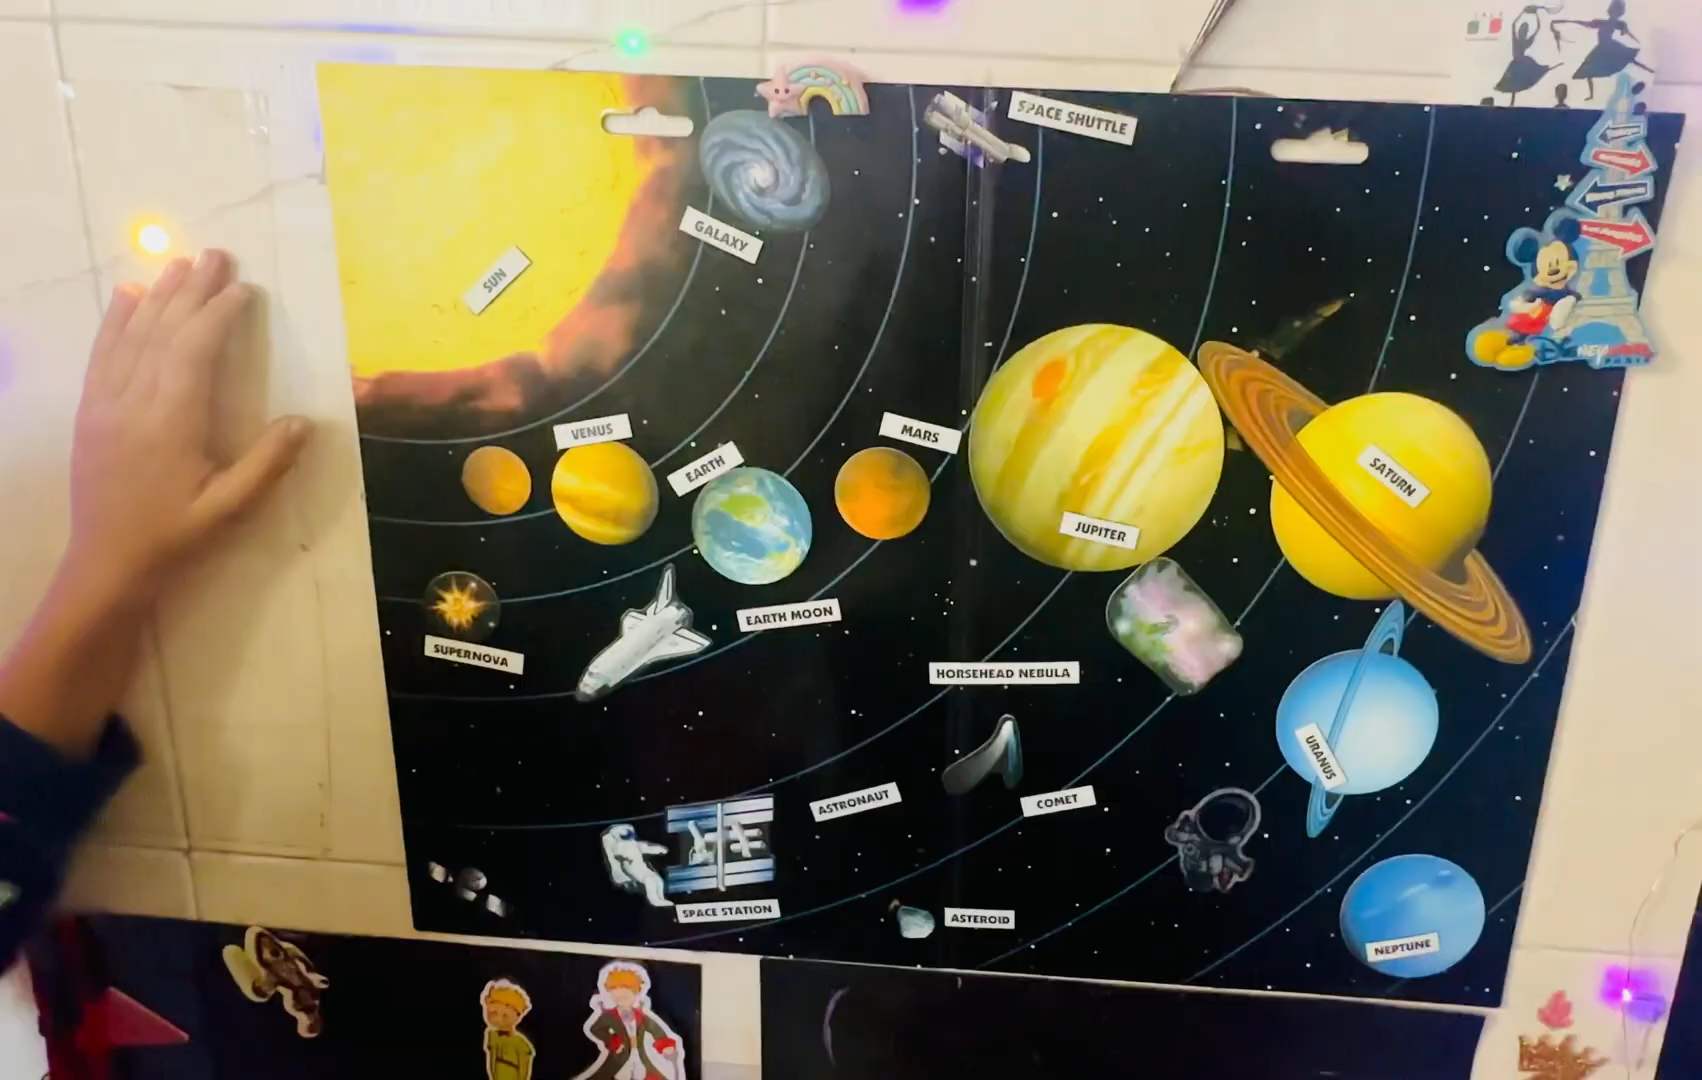 SPACE SHUTTLE
GALAXY
SUN
VENUS
MARS
EARTH
SATURN
JUPITER
EARTH MOON
SUPERNOVA
HORSEHEAD NEBULA
URANUS
ASTRONAUT
COMET
SPACE STATION
ASTEROID
NEPTUNE